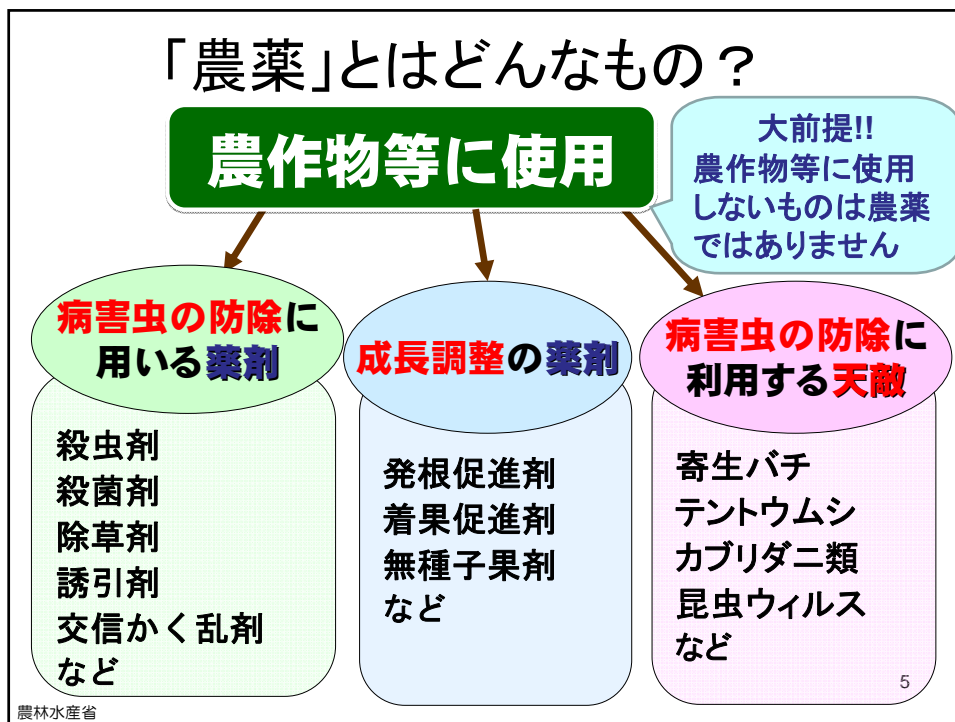 「農薬」とはどんなもの？
農作物等に使用
大前提!!
農作物等に使用
しないものは農薬
ではありません
病害虫の防除に
用いる薬剤
殺虫剤
殺菌剤
除草剤
誘引剤
交信かく乱剤
など
成長調整の薬剤
発根促進剤
着果促進剤
無種子果剤
など
病害虫の防除に
利用する天敵
寄生バチ
テントウムシ
カブリダニ類
昆虫ウィルス
など
5
農林水産省